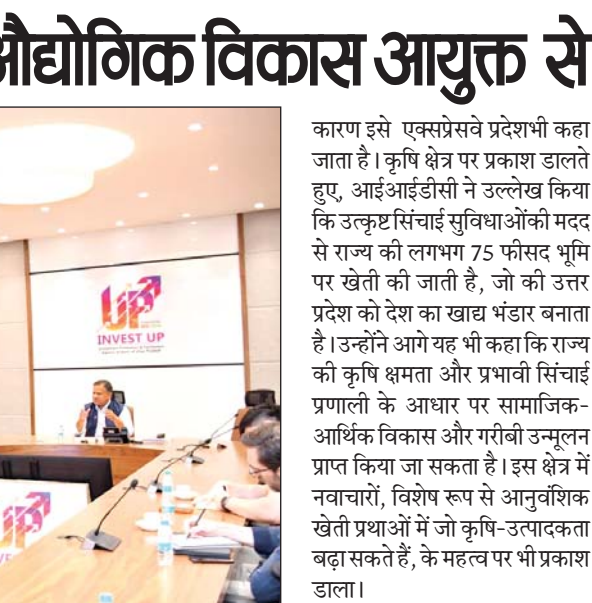 औद्योगिक विकास आयुक्त से
UP
INVEST UP
कारण इसे एक्सप्रेसवे प्रदेशभी कहा
जाता है। कृषि क्षेत्र पर प्रकाश डालते
हुए, आईआईडीसी ने उल्लेख किया
कि उत्कृष्ट सिंचाई सुविधाओंकी मदद
से राज्य की लगभग 75 फीसद भूमि
पर खेती की जाती है, जो की उत्तर
प्रदेश को देश का खाद्य भंडार बनाता
है। उन्होंने आगे यह भी कहा कि राज्य
की कृषि क्षमता और प्रभावी सिंचाई
प्रणाली के आधार पर सामाजिक-
आर्थिक विकास और गरीबी उन्मूलन
प्राप्त किया जा सकता है। इस क्षेत्र में
नवाचारों, विशेष रूप से आनुवंशिक
खेती प्रथाओं में जो कृषि-उत्पादकता
बढ़ा सकते हैं, के महत्व पर भी प्रकाश
डाला।